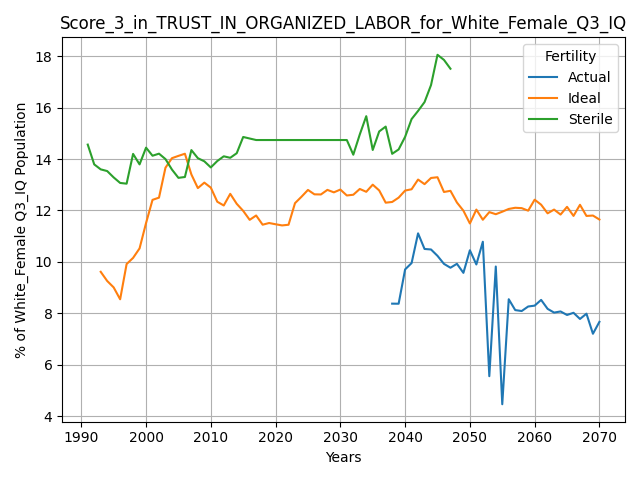 Score_3_in_TRUST_IN_ORGANIZED_LABOR_for_White_Female_Q3_IQ
% of White_Female Q3_IQ Population
18
16
14
12
10
8
6
4
Fertility
Actual
Ideal
Sterile
1990 2000 2010 2020 2030 2040 2050 2060 2070
Years